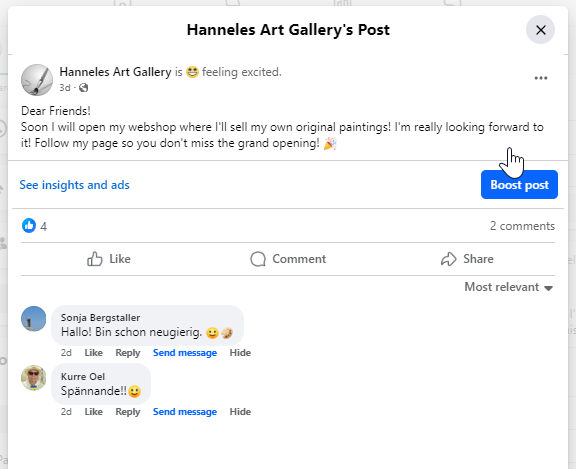 Hanneles Art Gallery's Post
Hanneles Art Gallery is 😁 feeling excited.
3d ·
Dear Friends!
Soon I will open my webshop where I'll sell my own original paintings! I'm really looking forward to
it! Follow my page so you don't miss the grand opening! 🎉
See insights and ads
Boost post
4
2 comments
Like
Comment
Share
Most relevant
Sonja Bergstaller
Hallo! Bin schon neugierig. 😀🥔
2d Like Reply Send message Hide
Kurre Oel
Spännande!!😀
2d Like Reply Send message Hide